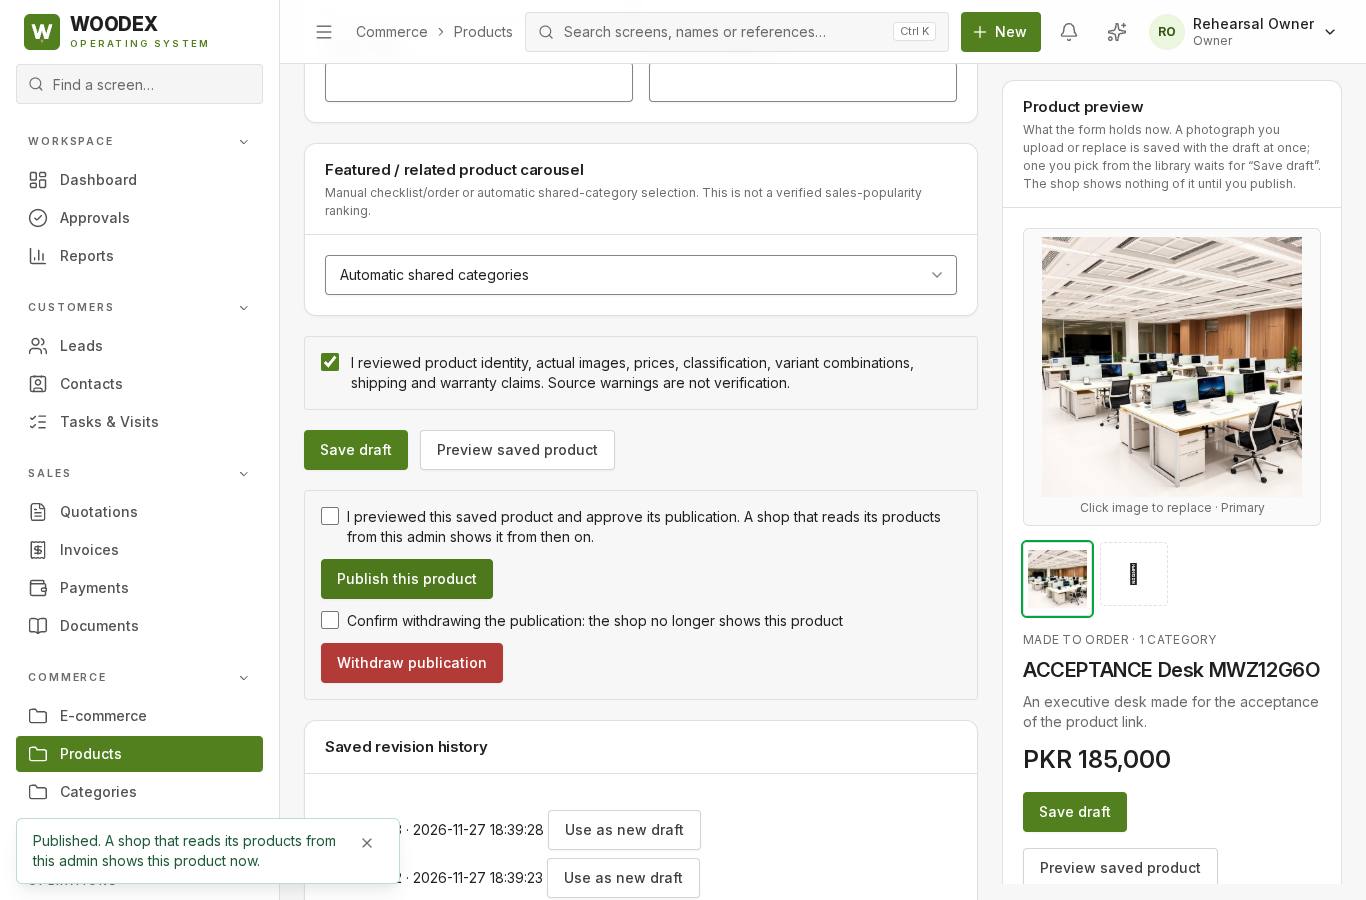 W
WOODEX
OPERATING SYSTEM
Find a screen...
WORKSPACE
Dashboard
Approvals
Reports
CUSTOMERS
Leads
Contacts
Tasks & Visits
SALES
Quotations
Invoices
Payments
Documents
COMMERCE
E-commerce
Products
Categories
Published. A shop that reads its products from
this admin shows this product now.
Commerce
Products
Search screens, names or references...
Ctrl K
New
RO
Rehearsal Owner
Owner
Featured / related product carousel
Manual checklist/order or automatic shared-category selection. This is not a verified sales-popularity
ranking.
Automatic shared categories
I reviewed product identity, actual images, prices, classification, variant combinations,
shipping and warranty claims. Source warnings are not verification.
Save draft
Preview saved product
I previewed this saved product and approve its publication. A shop that reads its products
from this admin shows it from then on.
Publish this product
Confirm withdrawing the publication: the shop no longer shows this product
Withdraw publication
Saved revision history
· 2026-11-27 18:39:28
Use as new draft
· 2026-11-27 18:39:23
Use as new draft
Product preview
What the form holds now. A photograph you
upload or replace is saved with the draft at once;
one you pick from the library waits for “Save draft”.
The shop shows nothing of it until you publish.
Click image to replace · Primary
MADE TO ORDER · 1 CATEGORY
ACCEPTANCE Desk MWZ12G6O
An executive desk made for the acceptance
of the product link.
PKR 185,000
Save draft
Preview saved product